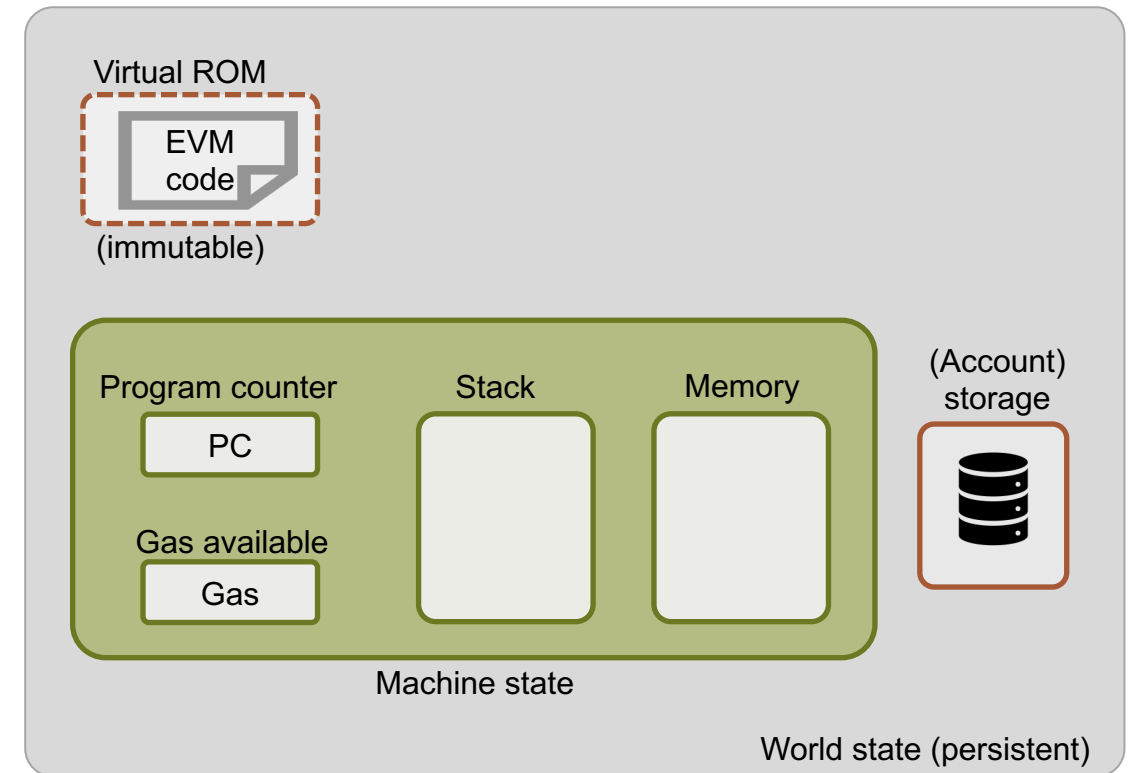 Virtual ROM
EVM
code
(immutable)
Program counter
PC
Gas available
Gas
Stack
Memory
(Account)
storage
Machine state
World state (persistent)